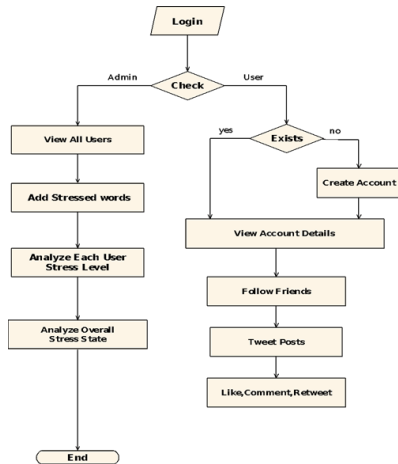 Login
Admin
Check
User
View All Users
yes
Exists
no
Add Stressed words
Create Account
View Account Details
Analyze Each User
Stress Level
Follow Friends
Analyze Overall
Stress State
Tweet Posts
Like,Comment,Retweet
End